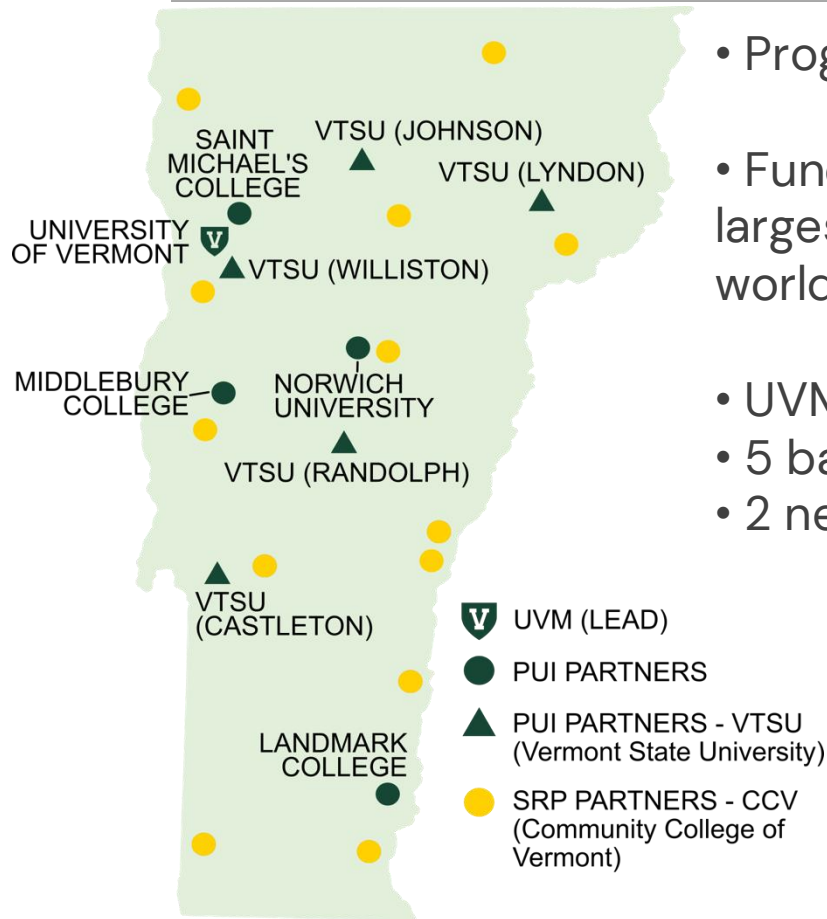 SAINT
MICHAEL'S
COLLEGE
VTSU (JOHNSON)
VTSU (LYNDON)
UNIVERSITY
OF VERMONT
V
VTSU (WILLISTON)
MIDDLEBURY
COLLEGE
NORWICH
UNIVERSITY
VTSU (RANDOLPH)
VTSU
(CASTLETON)
LANDMARK
COLLEGE
V UVM (LEAD)
PUI PARTNERS
PUI PARTNERS - VTSU
(Vermont State University)
SRP PARTNERS - CCV
(Community College of
Vermont)
•
•
•
• 5
• 2